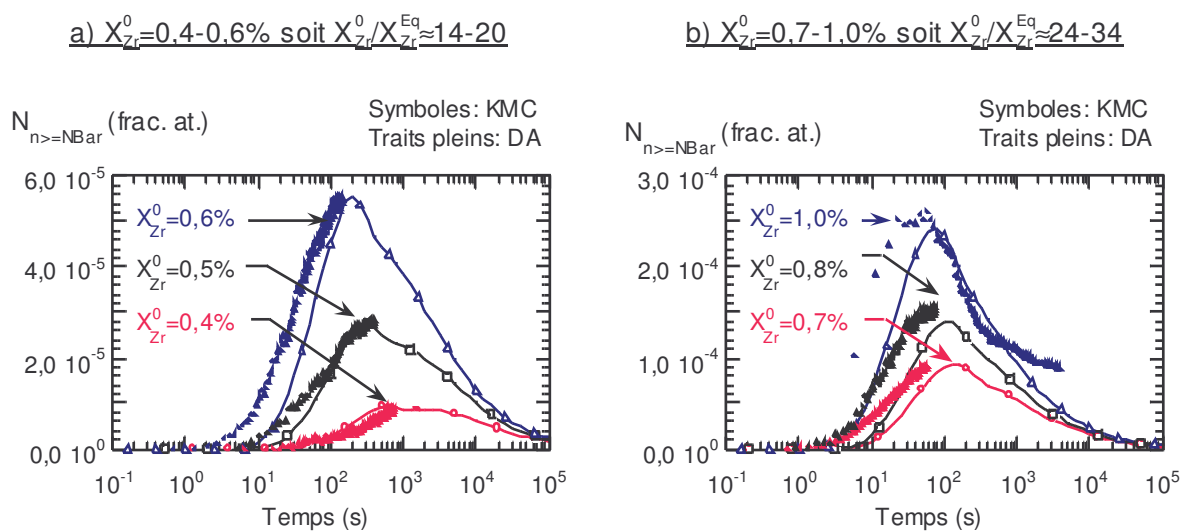 a) X⁰Zr=0,4-0,6% soit X⁰Zr/XEqZr≈14-20
N n>=NBar (frac. at.)
Symboles: KMC
Traits pleins: DA
6,0 10⁻⁵
4,0 10⁻⁵
2,0 10⁻⁵
0,0 10⁰
X⁰Zr=0,6%
X⁰Zr=0,5%
X⁰Zr=0,4%
10⁻¹ 10⁰ 10¹ 10² 10³ 10⁴ 10⁵
Temps (s)
b) X⁰Zr=0,7-1,0% soit X⁰Zr/XEqZr≈24-34
N n>=NBar (frac. at.)
Symboles: KMC
Traits pleins: DA
3,0 10⁻⁴
2,0 10⁻⁴
1,0 10⁻⁴
0,0 10⁰
X⁰Zr=1,0%
X⁰Zr=0,8%
X⁰Zr=0,7%
10⁻¹ 10⁰ 10¹ 10² 10³ 10⁴ 10⁵
Temps (s)